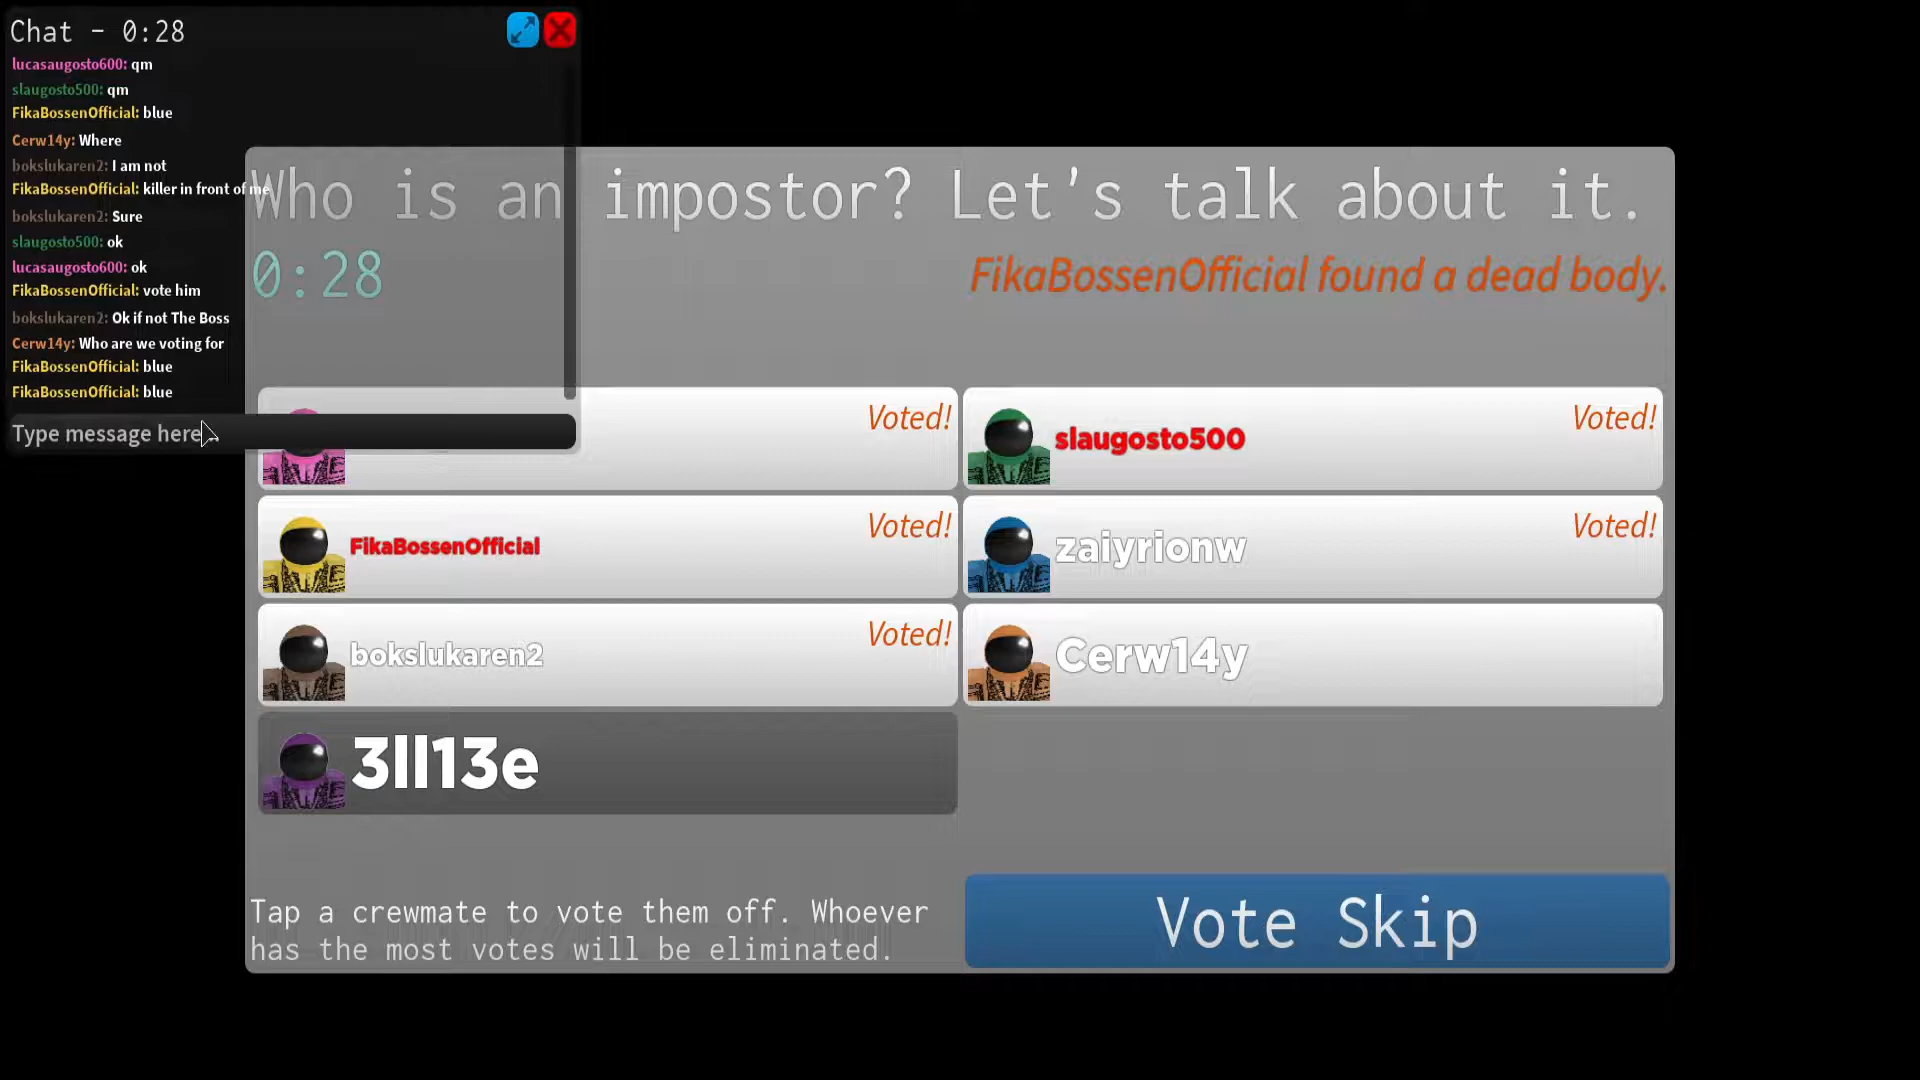 Chat - 0:28
lucasaugosto600: qm
slaugosto500: qm
FikaBossenOfficial: blue
Cerw14y: Where
bokslukaren2: I am not
FikaBossenOfficial: killer in front of me
bokslukaren2: Sure
slaugosto500: ok
lucasaugosto600: ok
FikaBossenOfficial: vote him
bokslukaren2: Ok if not The Boss
Cerw14y: Who are we voting for
FikaBossenOfficial: blue
FikaBossenOfficial: blue
Type message here
Who is an impostor? Let's talk about it.
0:28
FikaBossenOfficial found a dead body.
Voted!
slaugosto500
Voted!
FikaBossenOfficial
Voted!
zaiyrionw
Voted!
bokslukaren2
Voted!
Cerw14y
3ll13e
Tap a crewmate to vote them off. Whoever
has the most votes will be eliminated.
Vote Skip